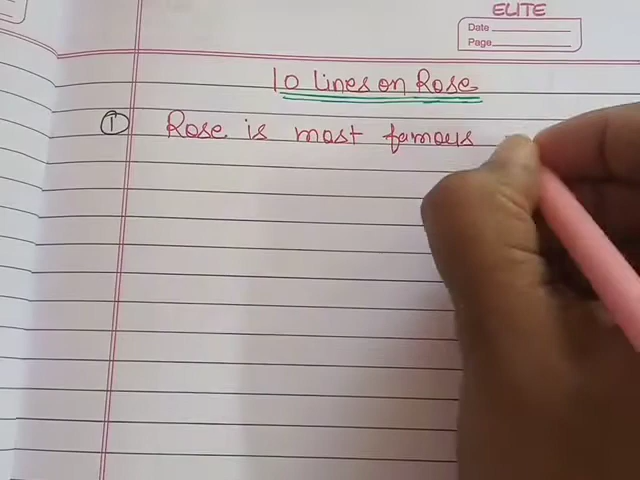 ELITE
Date
Page
10 lines on Rose
① Rose is most famous